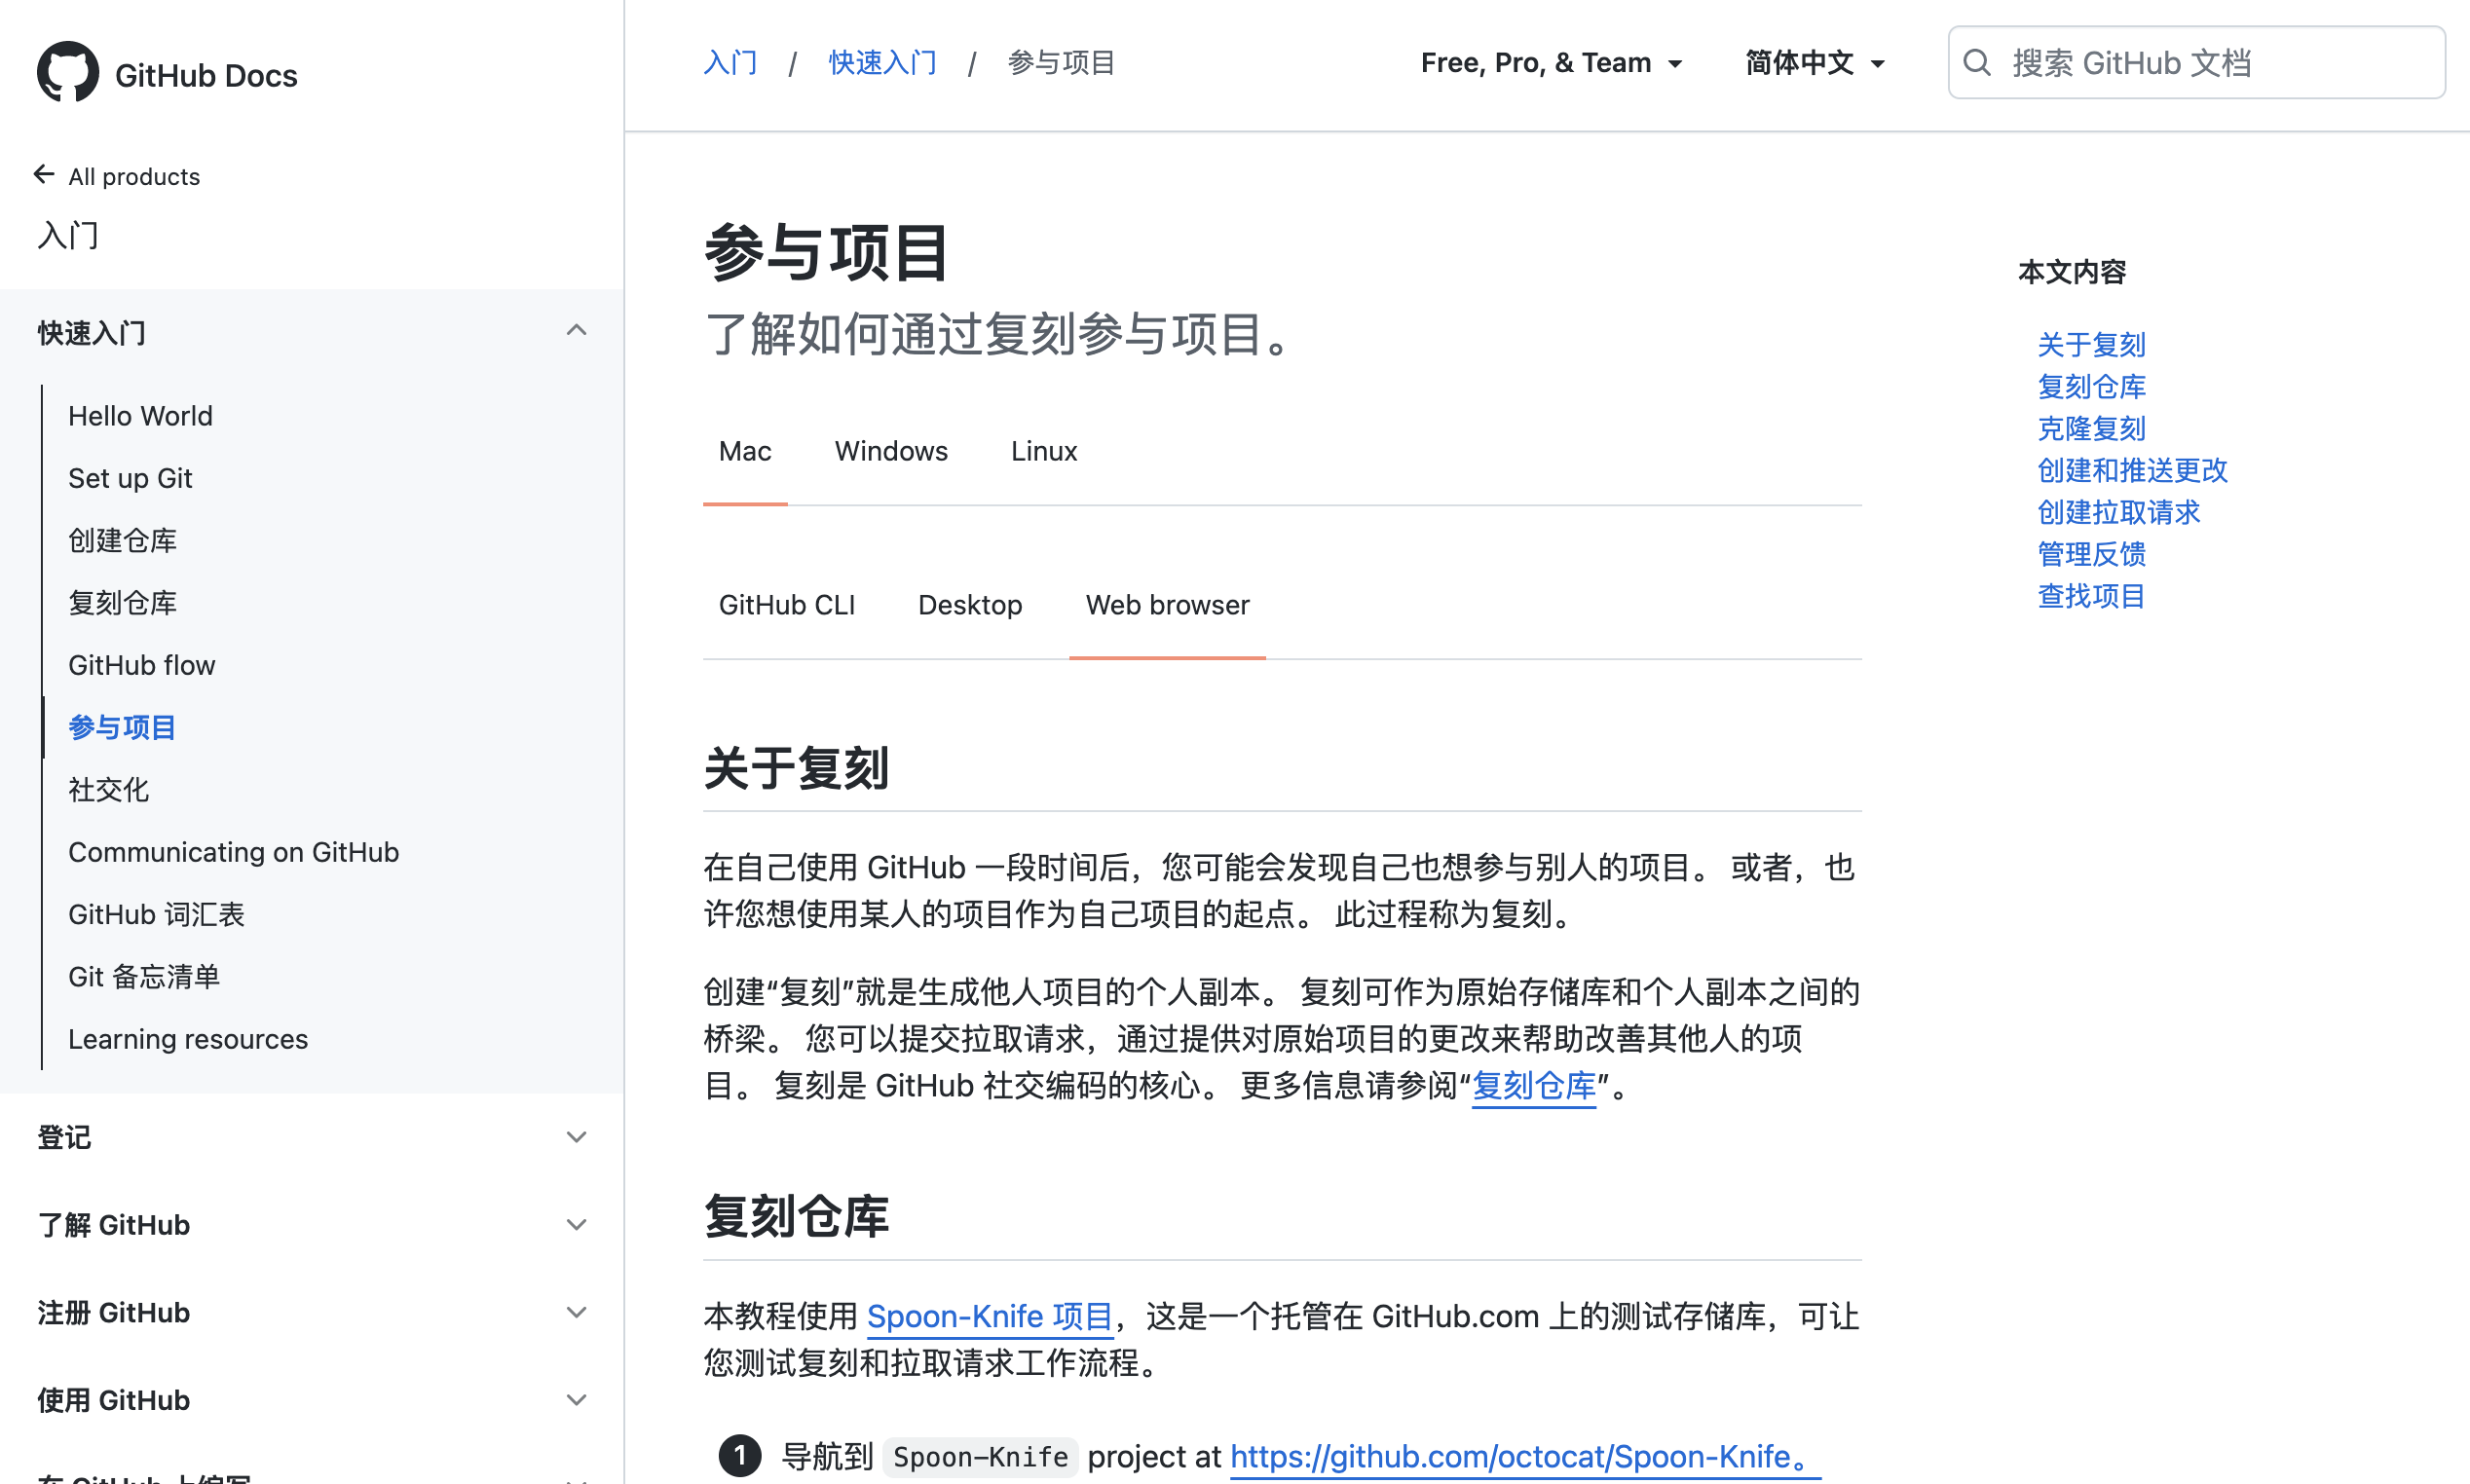 GitHub Docs
All products
入门
快速入门
Hello World
Set up Git
创建仓库
复刻仓库
GitHub flow
参与项目
社交化
Communicating on GitHub
GitHub 词汇表
Git 备忘清单
Learning resources
登记
了解 GitHub
注册 GitHub
使用 GitHub
在 GitHub 上编写
入门 / 快速入门 / 参与项目
Free, Pro, & Team
简体中文
搜索 GitHub 文档
参与项目
了解如何通过复刻参与项目。
Mac Windows Linux
GitHub CLI Desktop Web browser
关于复刻
在自己使用 GitHub 一段时间后，您可能会发现自己也想参与别人的项目。 或者，也
许您想使用某人的项目作为自己项目的起点。 此过程称为复刻。
创建“复刻”就是生成他人项目的个人副本。 复刻可作为原始存储库和个人副本之间的
桥梁。 您可以提交拉取请求，通过提供对原始项目的更改来帮助改善其他人的项
目。 复刻是 GitHub 社交编码的核心。 更多信息请参阅“复刻仓库”。
复刻仓库
本教程使用 Spoon-Knife 项目，这是一个托管在 GitHub.com 上的测试存储库，可让
您测试复刻和拉取请求工作流程。
1 导航到 Spoon-Knife project at https://github.com/octocat/Spoon-Knife。
本文内容
关于复刻
复刻仓库
克隆复刻
创建和推送更改
创建拉取请求
管理反馈
查找项目